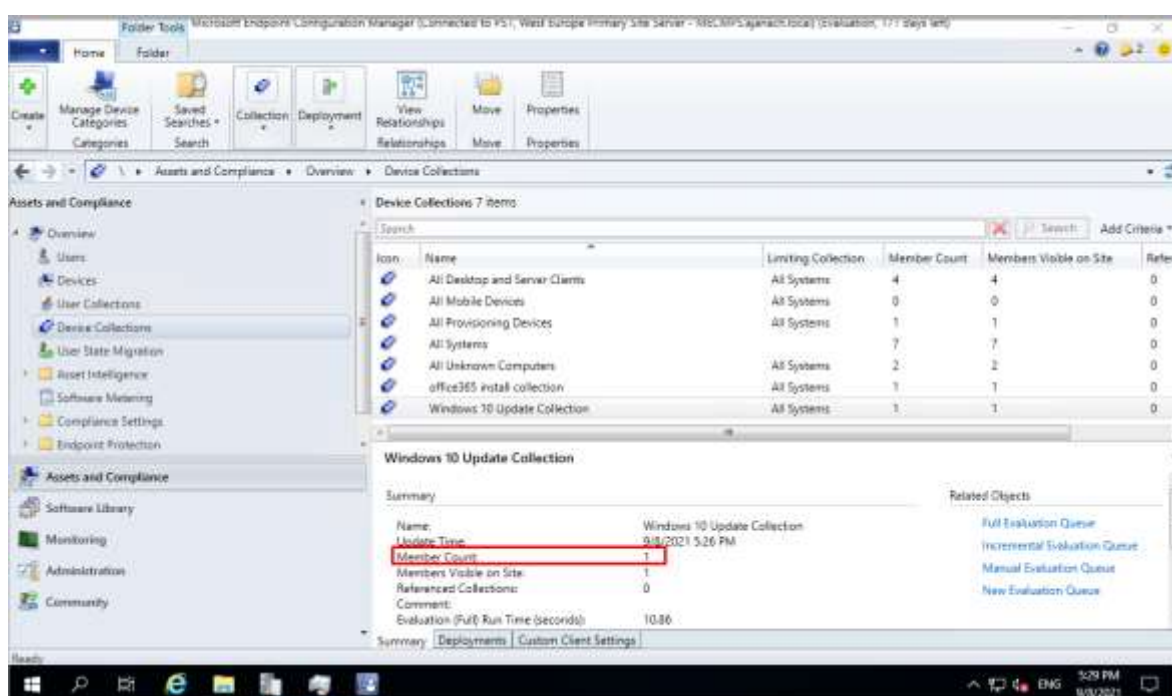 Folder Tools Microsoft Endpoint Configuration Manager (Connected to PS1, West Europe Primary Site Server - MECMPS.ajanach.local) (Evaluation, 171 days left)
Home Folder
2
Create Manage Device Categories Saved Searches Collection Deployment View Relationships Move Properties
Categories Search Relationships Move Properties
\ Assets and Compliance Overview Device Collections
Assets and Compliance
Overview
Users
Devices
User Collections
Device Collections
User State Migration
Asset Intelligence
Software Metering
Compliance Settings
Endpoint Protection
Assets and Compliance
Software Library
Monitoring
Administration
Community
Device Collections 7 items
Search Search Add Criteria
Icon Name Limiting Collection Member Count Members Visible on Site Refe
All Desktop and Server Clients All Systems 4 4 0
All Mobile Devices All Systems 0 0 0
All Provisioning Devices All Systems 1 1 0
All Systems 7 7 0
All Unknown Computers All Systems 2 2 0
office365 install collection All Systems 1 1 0
Windows 10 Update Collection All Systems 1 1 0
Windows 10 Update Collection
Summary
Name: Windows 10 Update Collection
Update Time: 9/8/2021 5:26 PM
Member Count: 1
Members Visible on Site: 1
Referenced Collections: 0
Comment:
Evaluation (Full) Run Time (seconds): 10.86
Related Objects
Full Evaluation Queue
Incremental Evaluation Queue
Manual Evaluation Queue
New Evaluation Queue
Summary Deployments Custom Client Settings
Ready
ENG 5:29 PM
9/8/2021